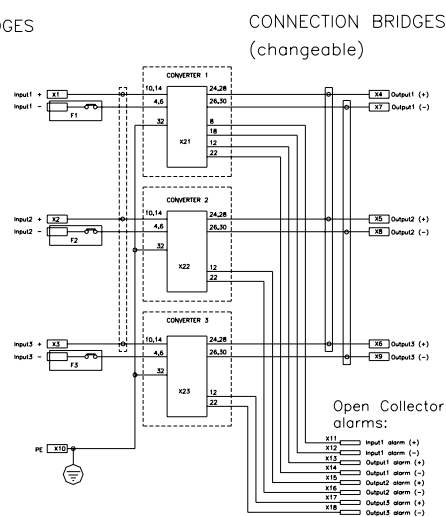 GES
CONNECTION BRIDGES
(changeable)
CONVERTER 1
Input1 + X1 10,14 24,28 X4 Output1 (+)
Input1 - 4,6 26,30 X7 Output1 (-)
F1 32 8
18
X21 12
22
CONVERTER 2
Input2 + X2 10,14 24,28 X5 Output2 (+)
Input2 - 4,6 26,30 X8 Output2 (-)
F2 32
X22 12
22
CONVERTER 3
Input3 + X3 10,14 24,28 X6 Output3 (+)
Input3 - 4,6 26,30 X9 Output3 (-)
F3 32
X23 12
22
Open Collector
alarms:
PE X10
X11 Input1 alarm (+)
X12 Input1 alarm (-)
X13 Output1 alarm (+)
X14 Output1 alarm (-)
X15 Output2 alarm (+)
X16 Output2 alarm (-)
X17 Output3 alarm (+)
X18 Output3 alarm (-)